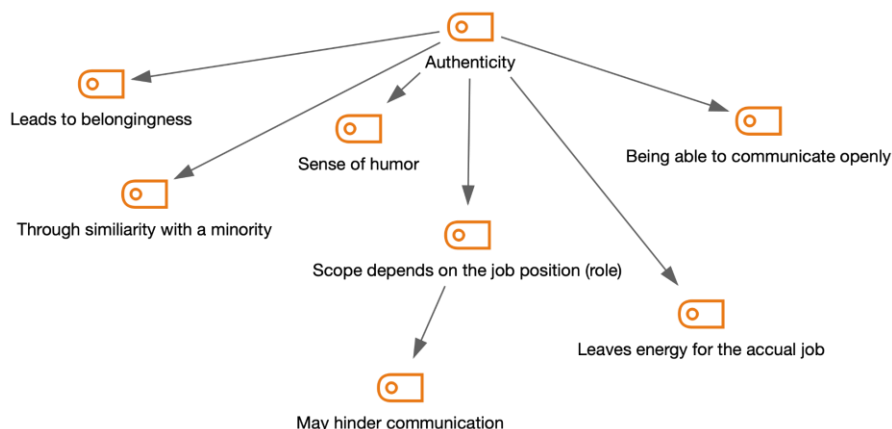 Authenticity
Leads to belongingness
Sense of humor
Being able to communicate openly
Through similiarity with a minority
Scope depends on the job position (role)
Leaves energy for the accual job
May hinder communication